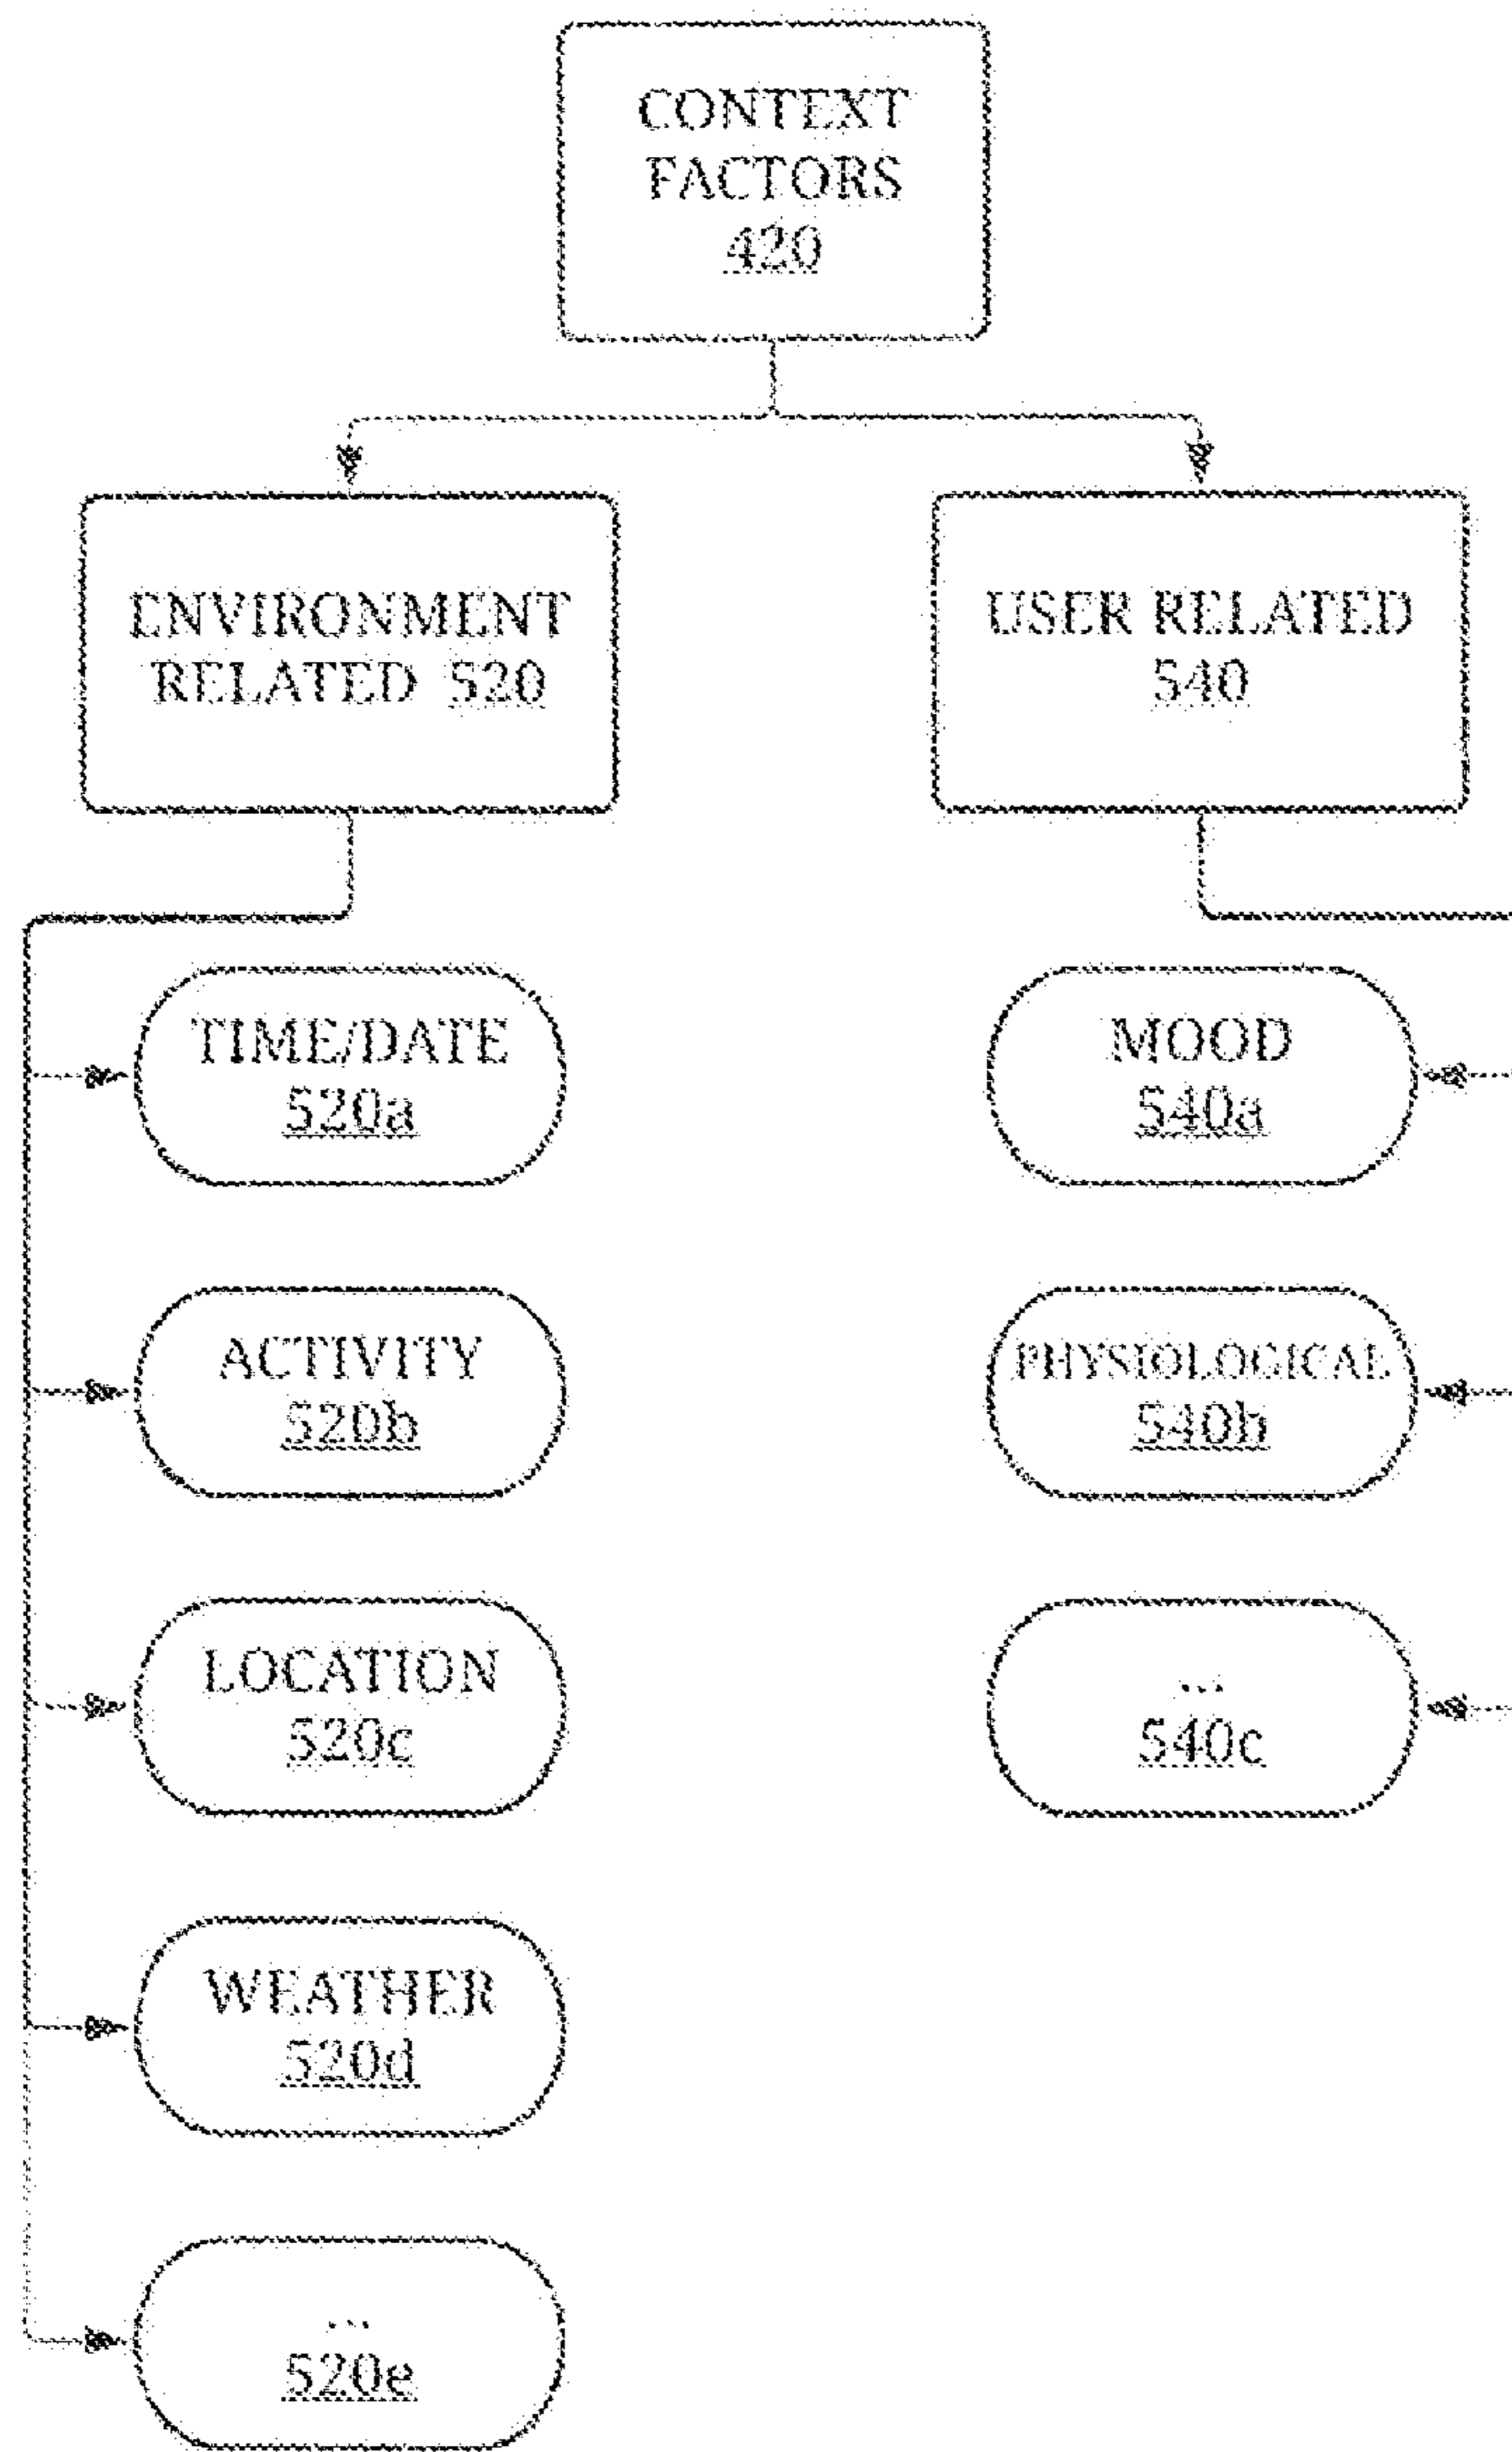 CONTEXT
FACTORS
420
ENVIRONMENT
RELATED 520
USER RELATED
540
TIME/DATE
520a
ACTIVITY
520b
LOCATION
520c
WEATHER
520d
...
520e
MOOD
540a
PHYSIOLOGICAL
540b
...
540c